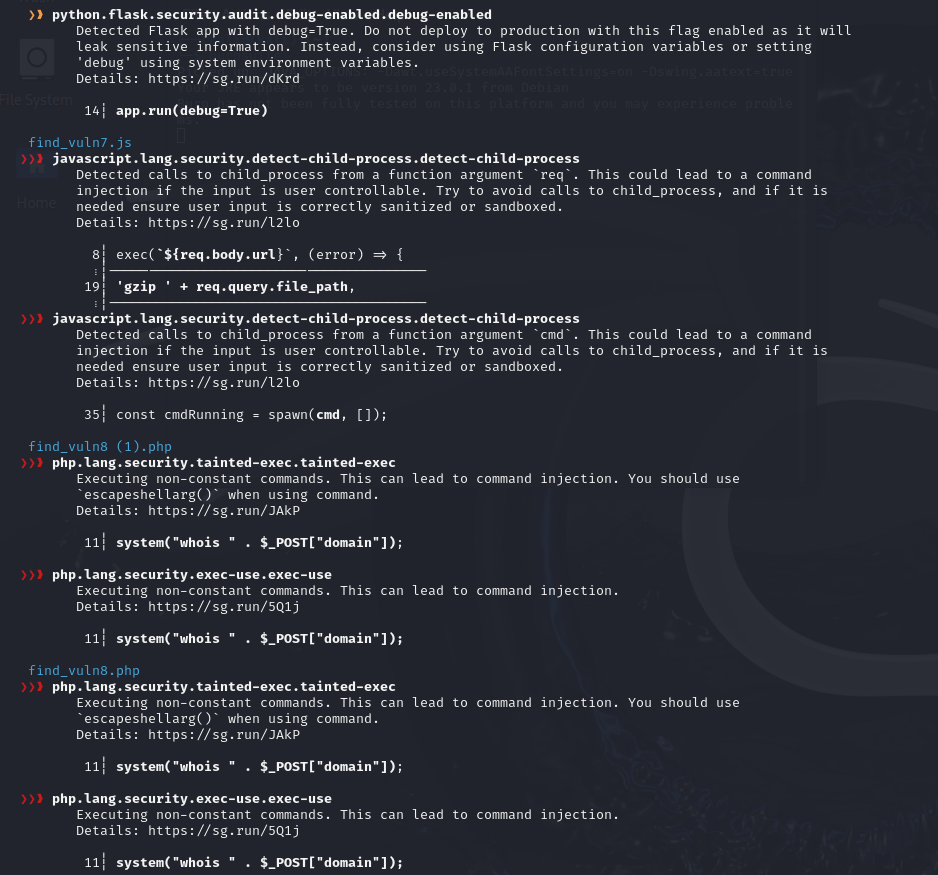 ❯❱ python.flask.security.audit.debug-enabled.debug-enabled
Detected Flask app with debug=True. Do not deploy to production with this flag enabled as it will
leak sensitive information. Instead, consider using Flask configuration variables or setting
'debug' using system environment variables.
Details: https://sg.run/dKrd
14┆ app.run(debug=True)
find_vuln7.js
❯❯❱ javascript.lang.security.detect-child-process.detect-child-process
Detected calls to child_process from a function argument `req`. This could lead to a command
injection if the input is user controllable. Try to avoid calls to child_process, and if it is
needed ensure user input is correctly sanitized or sandboxed.
Details: https://sg.run/l2lo
8┆ exec(`${req.body.url}`, (error) => {
⋮┆----------------------------------------
19┆ 'gzip ' + req.query.file_path,
⋮┆----------------------------------------
❯❯❱ javascript.lang.security.detect-child-process.detect-child-process
Detected calls to child_process from a function argument `cmd`. This could lead to a command
injection if the input is user controllable. Try to avoid calls to child_process, and if it is
needed ensure user input is correctly sanitized or sandboxed.
Details: https://sg.run/l2lo
35┆ const cmdRunning = spawn(cmd, []);
find_vuln8 (1).php
❯❯❱ php.lang.security.tainted-exec.tainted-exec
Executing non-constant commands. This can lead to command injection. You should use
`escapeshellarg()` when using command.
Details: https://sg.run/JAkP
11┆ system("whois " . $_POST["domain"]);
❯❯❱ php.lang.security.exec-use.exec-use
Executing non-constant commands. This can lead to command injection.
Details: https://sg.run/5Q1j
11┆ system("whois " . $_POST["domain"]);
find_vuln8.php
❯❯❱ php.lang.security.tainted-exec.tainted-exec
Executing non-constant commands. This can lead to command injection. You should use
`escapeshellarg()` when using command.
Details: https://sg.run/JAkP
11┆ system("whois " . $_POST["domain"]);
❯❯❱ php.lang.security.exec-use.exec-use
Executing non-constant commands. This can lead to command injection.
Details: https://sg.run/5Q1j
11┆ system("whois " . $_POST["domain"]);
File System
Home